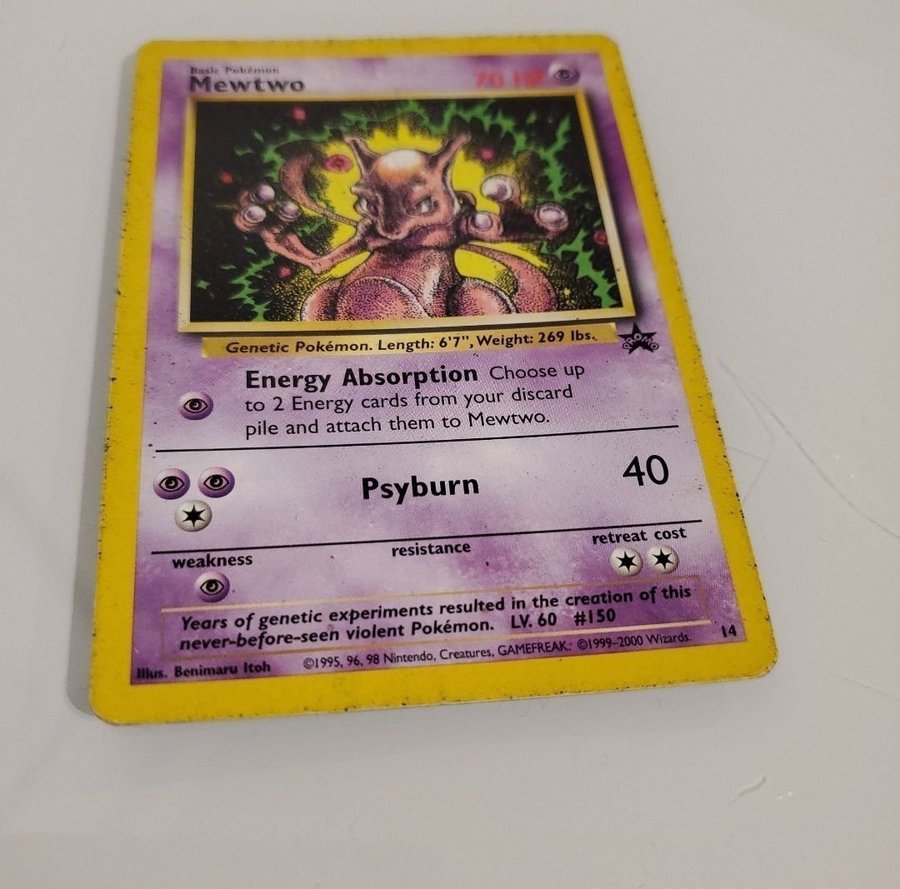 Basic Pokémon
Mewtwo 70 HP
Genetic Pokémon. Length: 6'7", Weight: 269 lbs.
PROMO
Energy Absorption Choose up
to 2 Energy cards from your discard
pile and attach them to Mewtwo.
Psyburn 40
weakness resistance retreat cost
Years of genetic experiments resulted in the creation of this
never-before-seen violent Pokémon. LV. 60 #150
Illus. Benimaru Itoh ©1995, 96, 98 Nintendo, Creatures, GAMEFREAK. ©1999-2000 Wizards. 14